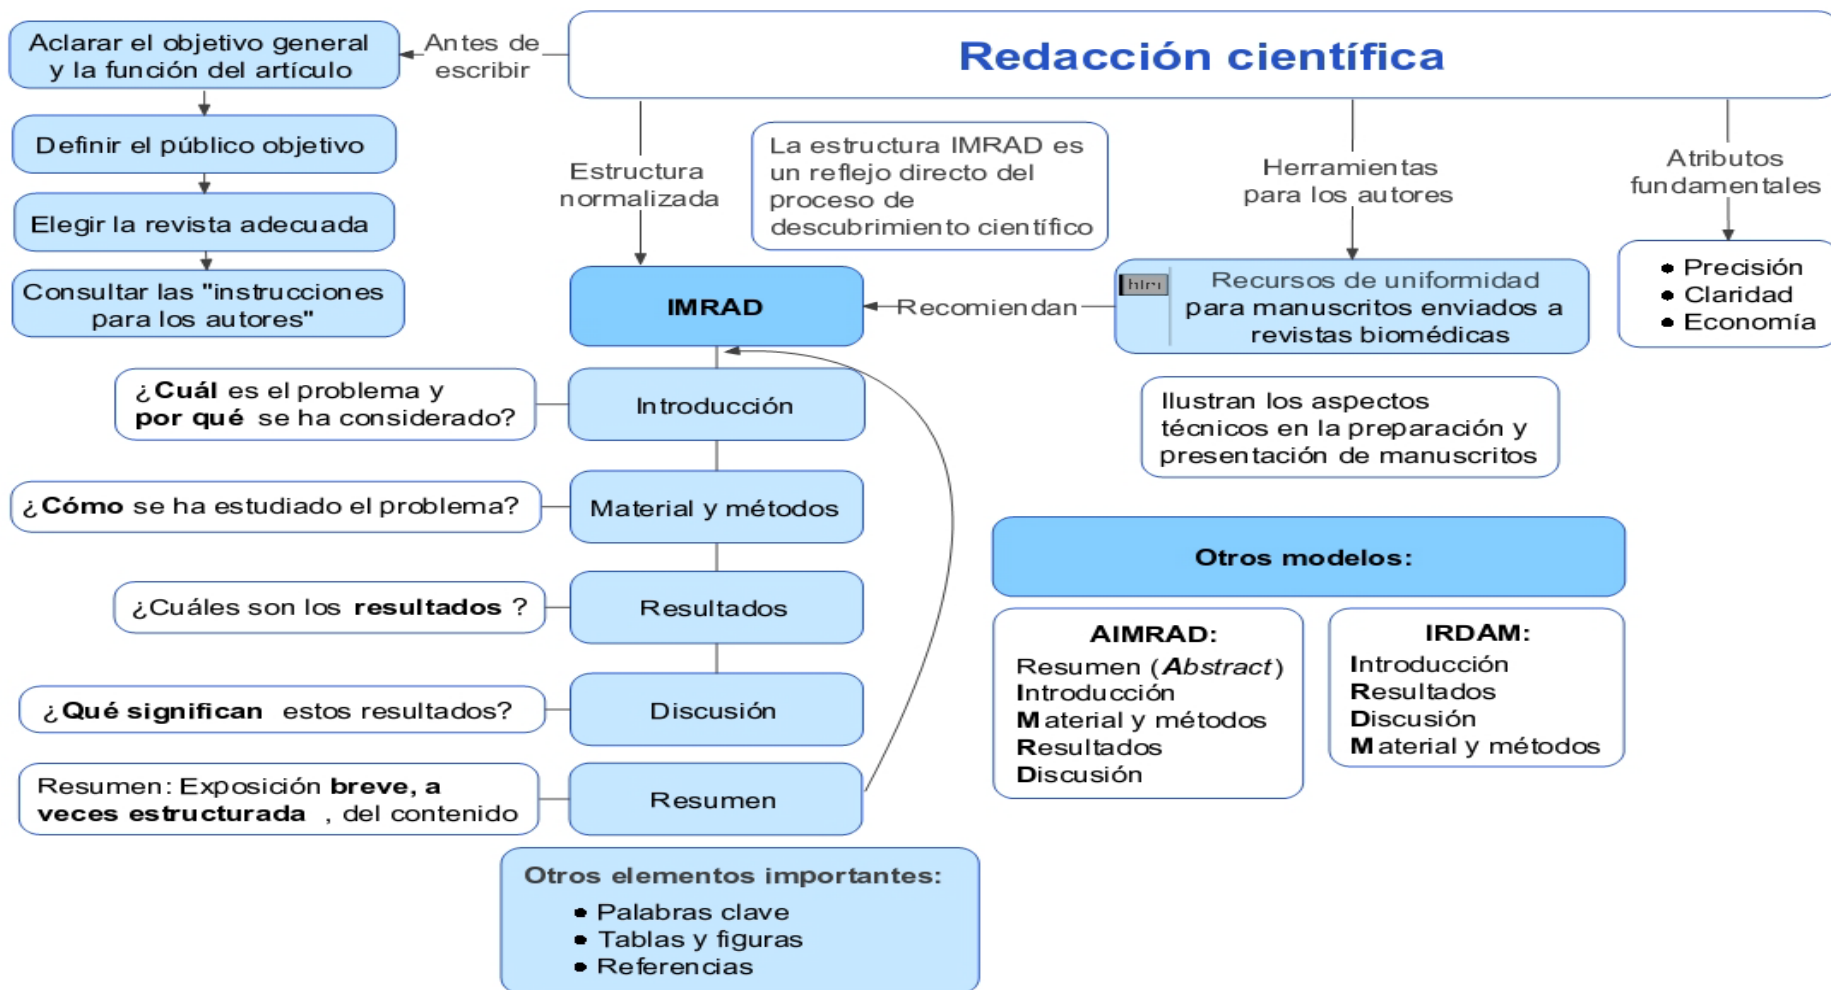 Redacción científica
Antes de
escribir
Aclarar el objetivo general
y la función del artículo
Definir el público objetivo
Elegir la revista adecuada
Consultar las "instrucciones
para los autores"
Estructura
normalizada
La estructura IMRAD es
un reflejo directo del
proceso de
descubrimiento científico
Herramientas
para los autores
Atributos
fundamentales
● Precisión
● Claridad
● Economía
IMRAD
Recomiendan
Recursos de uniformidad
para manuscritos enviados a
revistas biomédicas
Ilustran los aspectos
técnicos en la preparación y
presentación de manuscritos
¿Cuál es el problema y
por qué se ha considerado?
Introducción
¿Cómo se ha estudiado el problema?
Material y métodos
¿Cuáles son los resultados ?
Resultados
¿Qué significan estos resultados?
Discusión
Resumen: Exposición breve, a
veces estructurada , del contenido
Resumen
Otros elementos importantes:
● Palabras clave
● Tablas y figuras
● Referencias
Otros modelos:
AIMRAD:
Resumen (Abstract)
Introducción
Material y métodos
Resultados
Discusión
IRDAM:
Introducción
Resultados
Discusión
Material y métodos